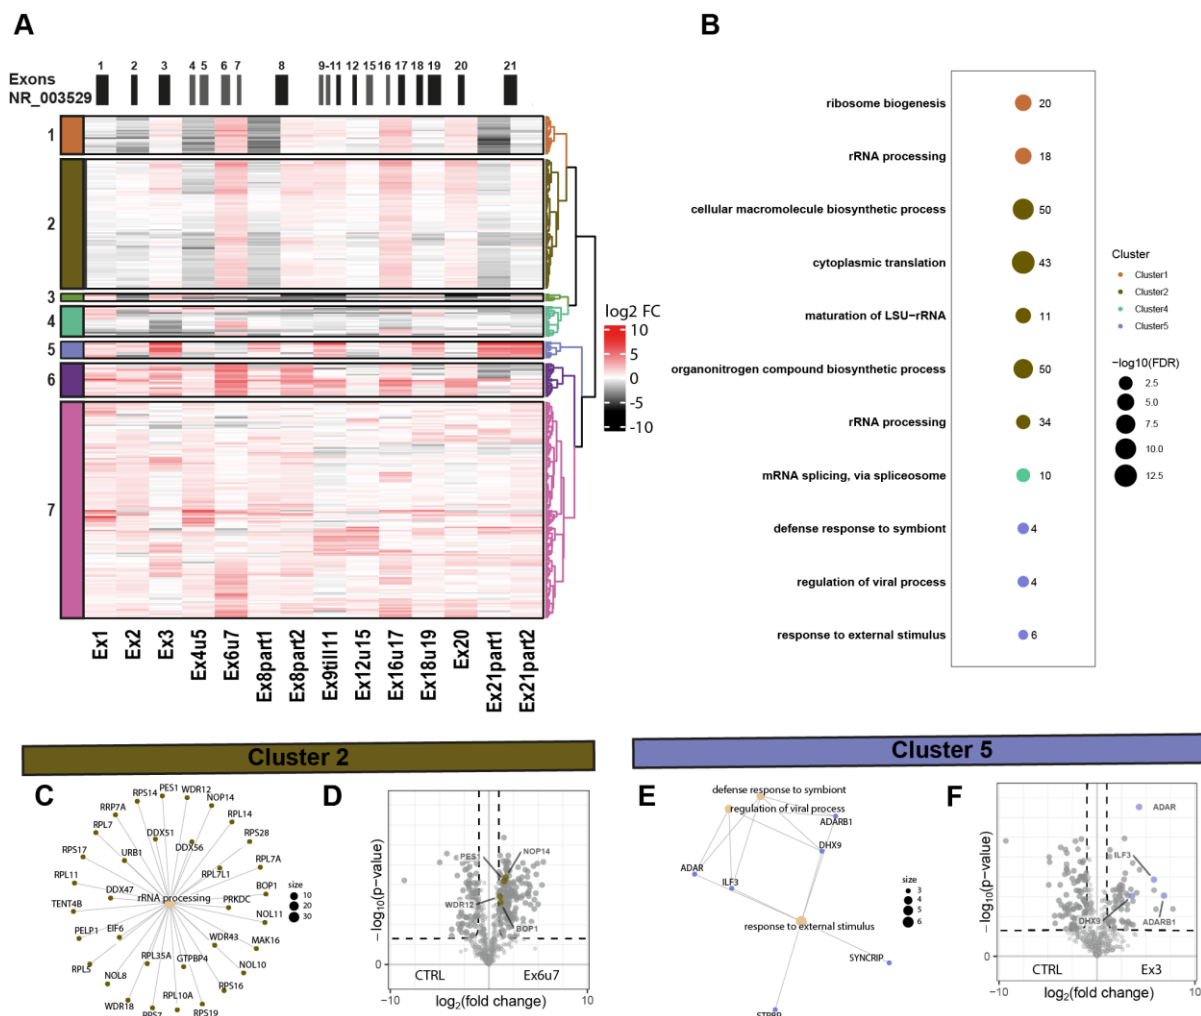 A
Exons
NR_003529
1 2 3 4 5 6 7 8 9-11 12 15 16 17 18 19 20 21
1
2
3
4
5
6
7
log2 FC
10
5
0
-5
-10
Ex1
Ex2
Ex3
Ex4u5
Ex6u7
Ex8part1
Ex8part2
Ex9till11
Ex12u15
Ex16u17
Ex18u19
Ex20
Ex21part1
Ex21part2
B
ribosome biogenesis 20
rRNA processing 18
cellular macromolecule biosynthetic process 50
cytoplasmic translation 43
maturation of LSU−rRNA 11
organonitrogen compound biosynthetic process 50
rRNA processing 34
mRNA splicing, via spliceosome 10
defense response to symbiont 4
regulation of viral process 4
response to external stimulus 6
Cluster
Cluster1
Cluster2
Cluster4
Cluster5
−log10(FDR)
2.5
5.0
7.5
10.0
12.5
Cluster 2
C
PES1
WDR12
RPS14
NOP14
RRP7A
RPL14
RPL7
DDX51
RPS28
DDX56
RPS17
URB1
RPL7A
RPL7L1
RPL11
DDX47
BOP1
rRNA processing
PRKDC
TENT4B
NOL11
PELP1
EIF6
WDR43
MAK16
RPL5
RPL35A
GTPBP4
NOL10
NOL8
RPS16
WDR18
RPL10A
RPS7
RPS19
size
10
20
30
D
−log10(p−value)
PES1
NOP14
WDR12
BOP1
0
CTRL
Ex6u7
−10
0
10
log2(fold change)
Cluster 5
E
defense response to symbiont
regulation of viral process
ADARB1
DHX9
ADAR
ILF3
response to external stimulus
SYNCRIP
size
3
4
5
6
F
−log10(p−value)
ADAR
ILF3
DHX9
ADARB1
0
CTRL
Ex3
−10
0
10
log2(fold change)